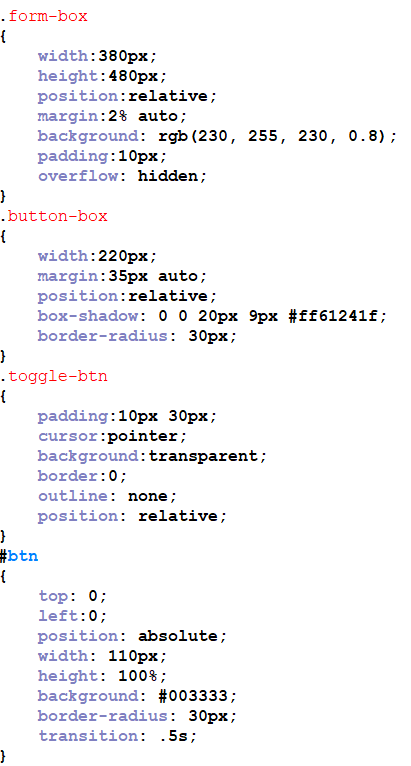 .form-box
{
width:380px;
height:480px;
position:relative;
margin:2% auto;
background: rgb(230, 255, 230, 0.8);
padding:10px;
overflow: hidden;
}
.button-box
{
width:220px;
margin:35px auto;
position:relative;
box-shadow: 0 0 20px 9px #ff61241f;
border-radius: 30px;
}
.toggle-btn
{
padding:10px 30px;
cursor:pointer;
background:transparent;
border:0;
outline: none;
position: relative;
}
#btn
{
top: 0;
left:0;
position: absolute;
width: 110px;
height: 100%;
background: #003333;
border-radius: 30px;
transition: .5s;
}